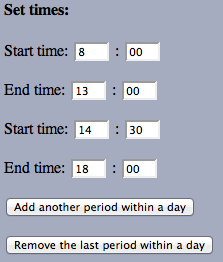 Set times:
Start time: 8 : 00
End time: 13 : 00
Start time: 14 : 30
End time: 18 : 00
Add another period within a day
Remove the last period within a day